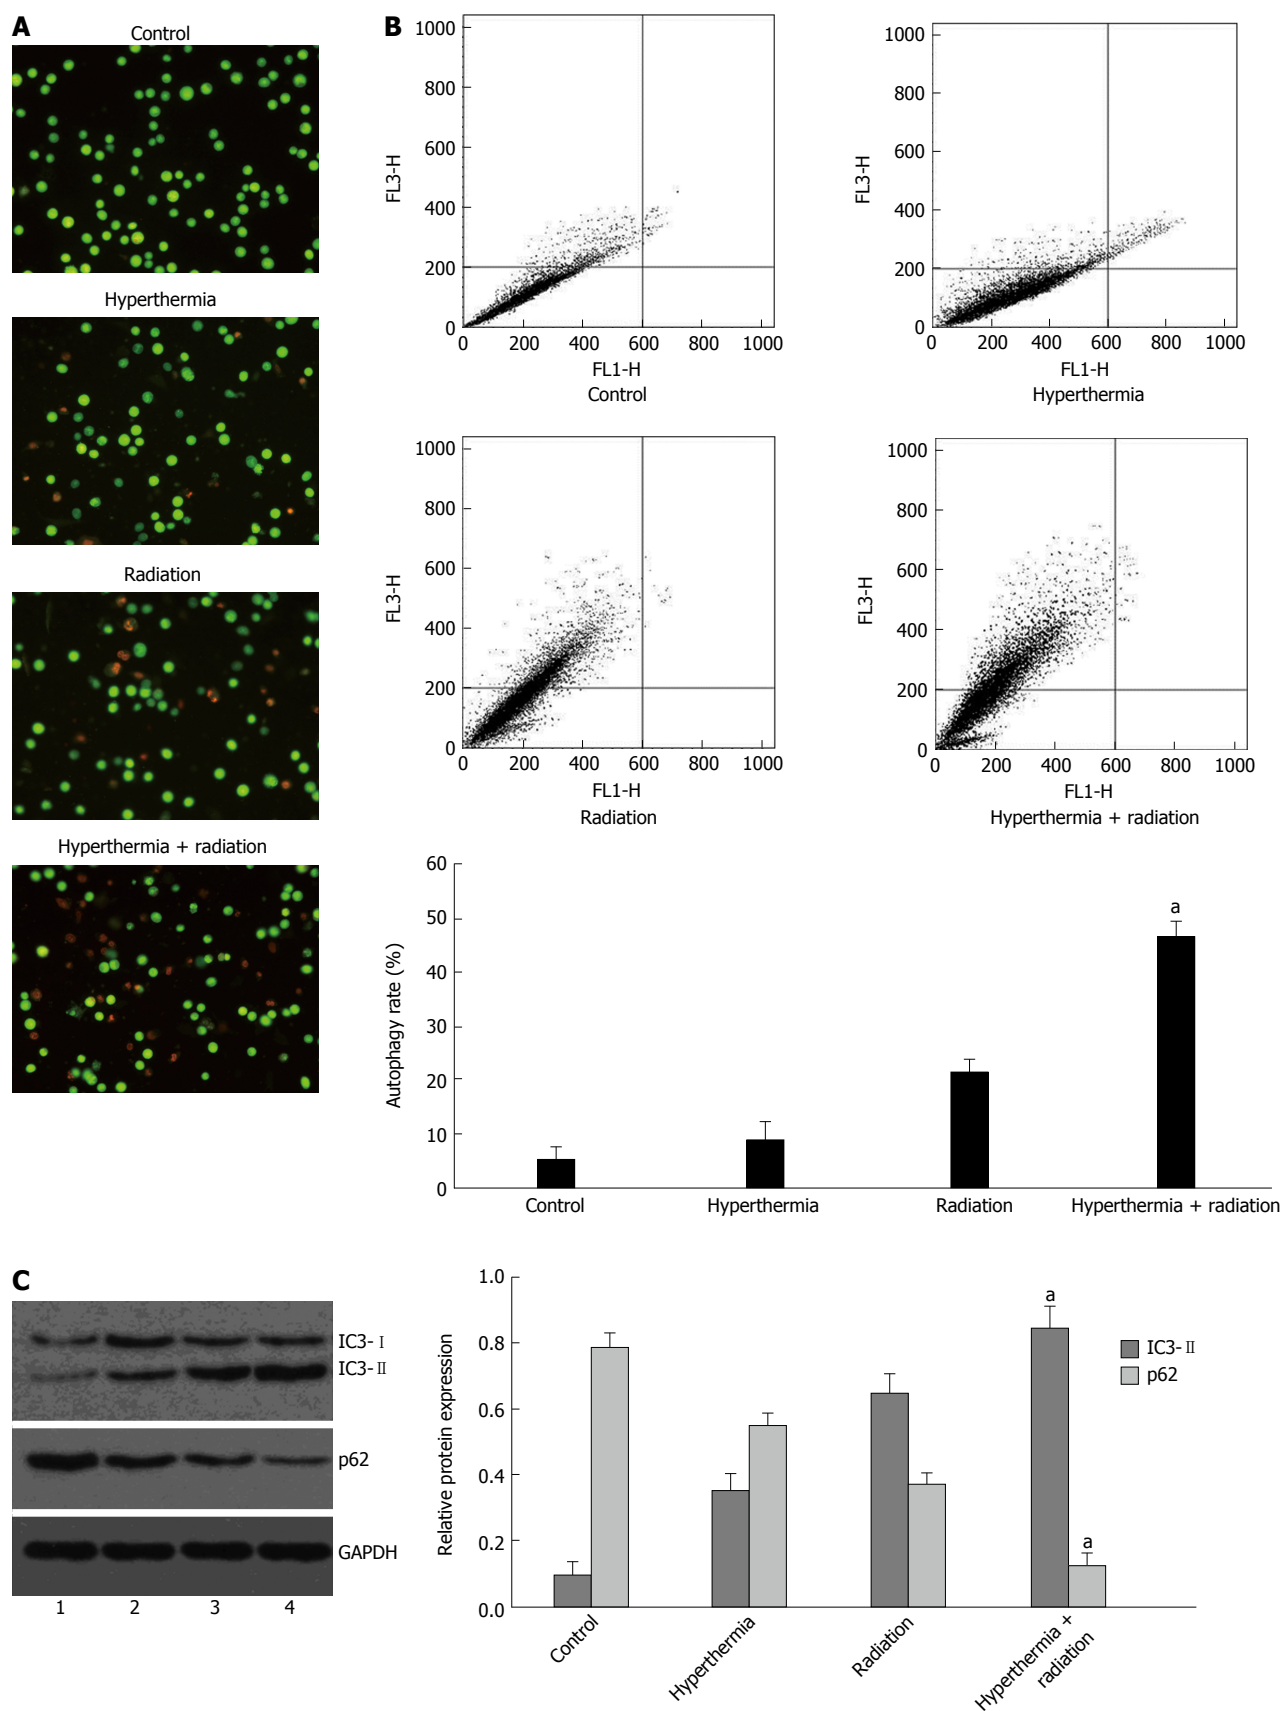 A
Control
Hyperthermia
Radiation
Hyperthermia + radiation
B
1000
800
600
400
200
0
FL3-H
0 200 400 600 800 1000
FL1-H
Control
1000
800
600
400
200
0
FL3-H
0 200 400 600 800 1000
FL1-H
Hyperthermia
1000
800
600
400
200
0
FL3-H
0 200 400 600 800 1000
FL1-H
Radiation
1000
800
600
400
200
0
FL3-H
0 200 400 600 800 1000
FL1-H
Hyperthermia + radiation
60
50
40
30
20
10
0
Autophagy rate (%)
a
Control Hyperthermia Radiation Hyperthermia + radiation
C
IC3-Ⅰ
IC3-Ⅱ
p62
GAPDH
1 2 3 4
1.0
0.8
0.6
0.4
0.2
0.0
Relative protein expression
a
a
IC3-Ⅱ
p62
Control
Hyperthermia
Radiation
Hyperthermia +
radiation